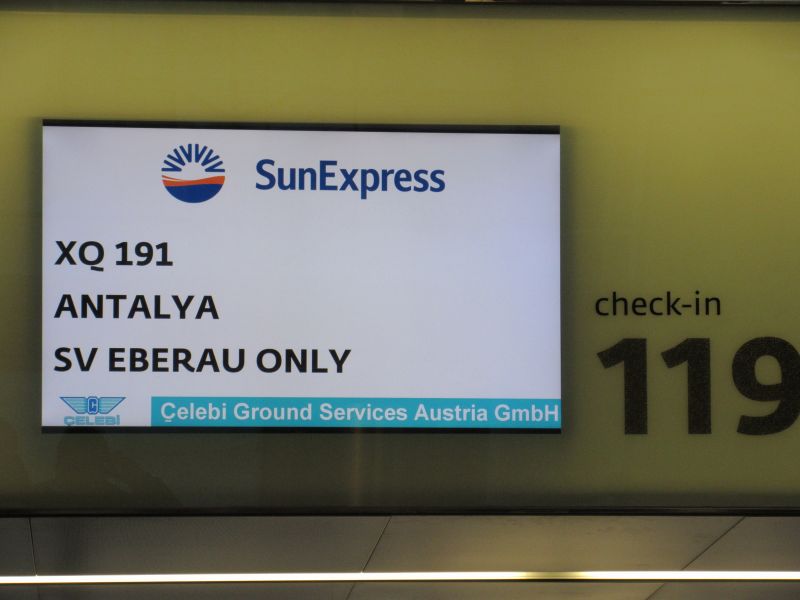 SunExpress
XQ 191
ANTALYA
SV EBERAU ONLY
ÇELEBİ
Çelebi Ground Services Austria GmbH
check-in
119